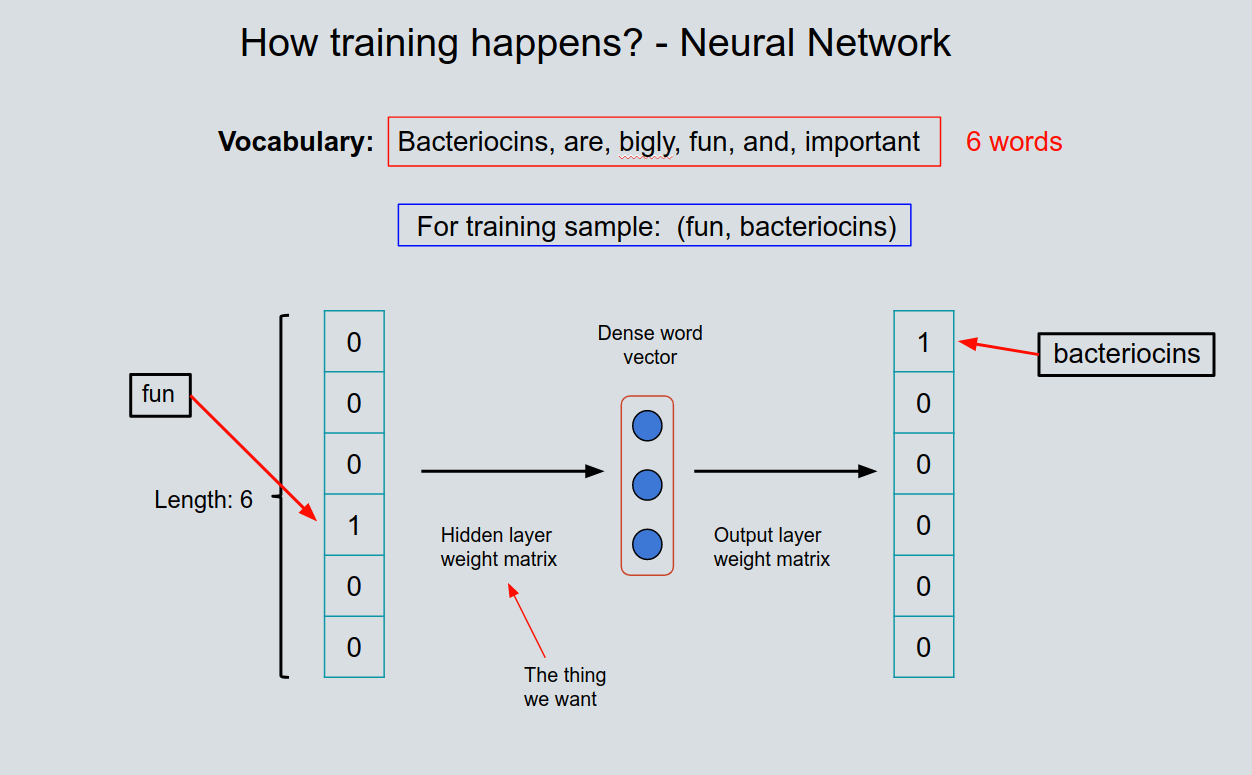 How training happens? - Neural Network
Vocabulary: Bacteriocins, are, bigly, fun, and, important 6 words
For training sample: (fun, bacteriocins)
Dense word
vector
0
0
0
1
0
0
fun
Length: 6
Hidden layer
weight matrix
The thing
we want
Output layer
weight matrix
1
0
0
0
0
0
bacteriocins